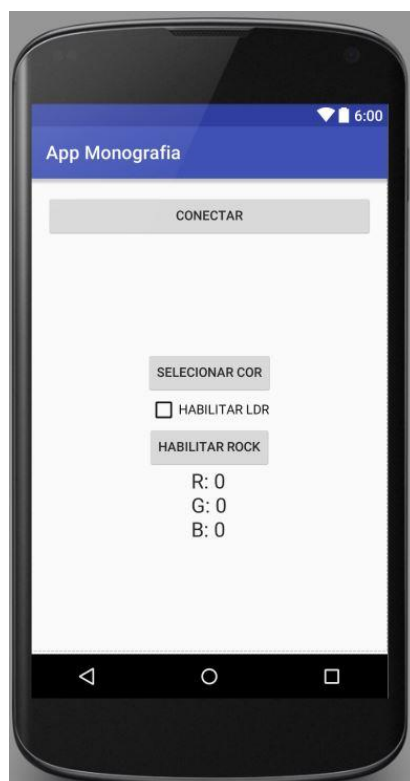 6:00
App Monografia
CONECTAR
SELECIONAR COR
HABILITAR LDR
HABILITAR ROCK
R: 0
G: 0
B: 0